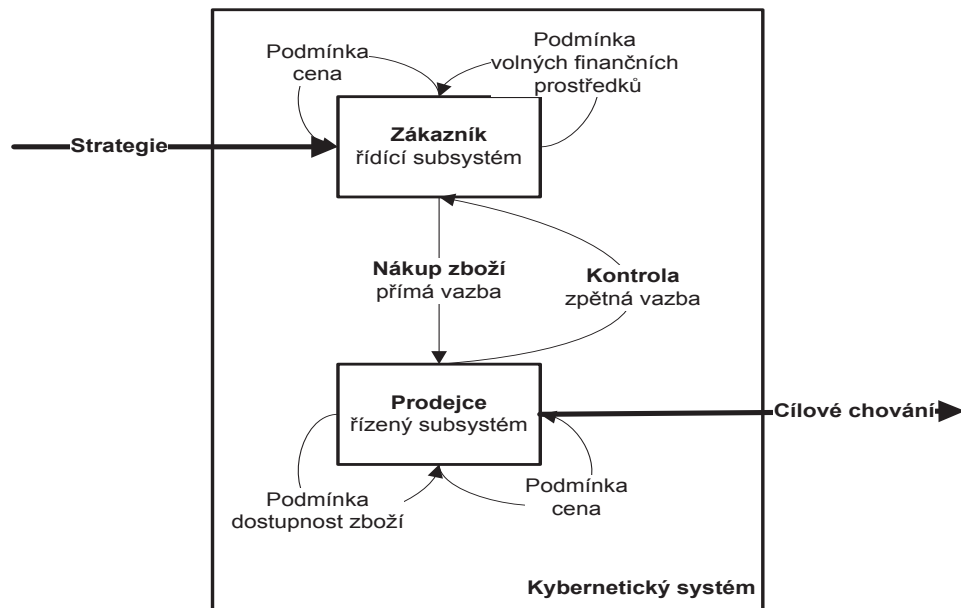 Podmínka
cena
Podmínka
volných finančních
prostředků
Strategie
Zákazník
řídící subsystém
Nákup zboží
přímá vazba
Kontrola
zpětná vazba
Prodejce
řízený subsystém
Cílové chování
Podmínka
dostupnost zboží
Podmínka
cena
Kybernetický systém